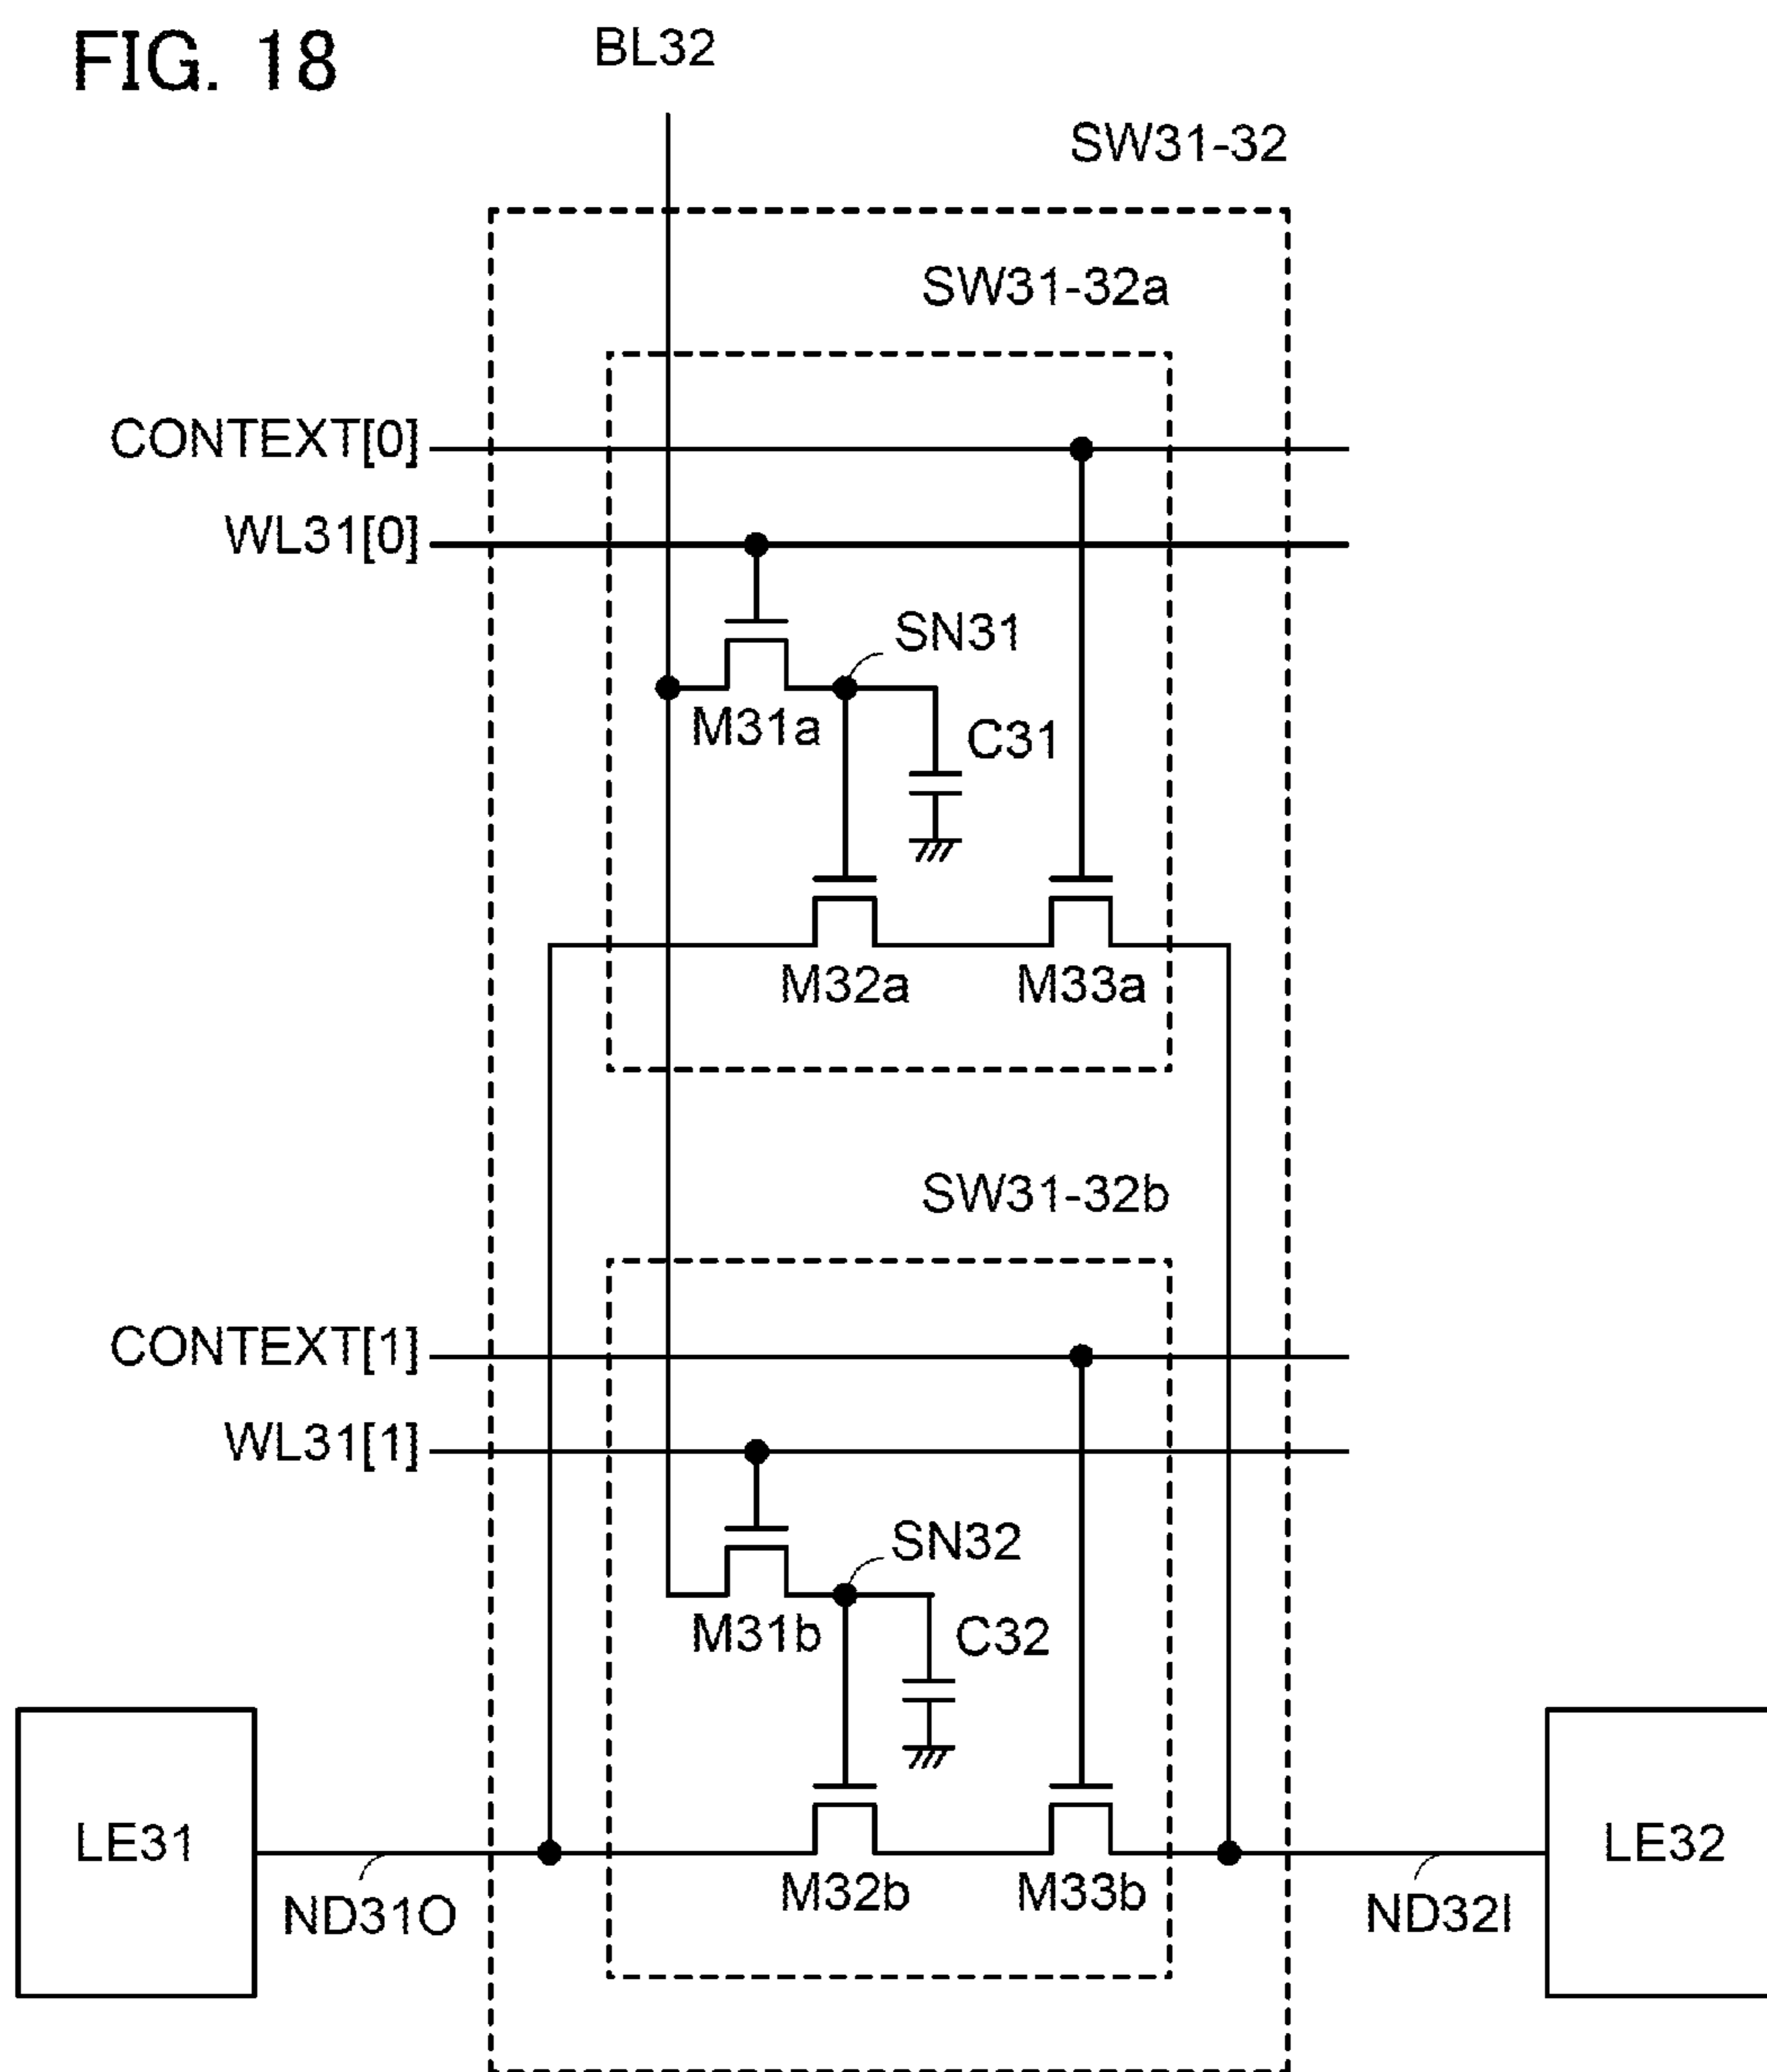 FIG. 18
BL32
SW31-32
SW31-32a
CONTEXT[0]
WL31[0]
SN31
M31a
C31
M32a
M33a
SW31-32b
CONTEXT[1]
WL31[1]
SN32
M31b
C32
LE31
LE32
M32b
M33b
ND31O
ND32I